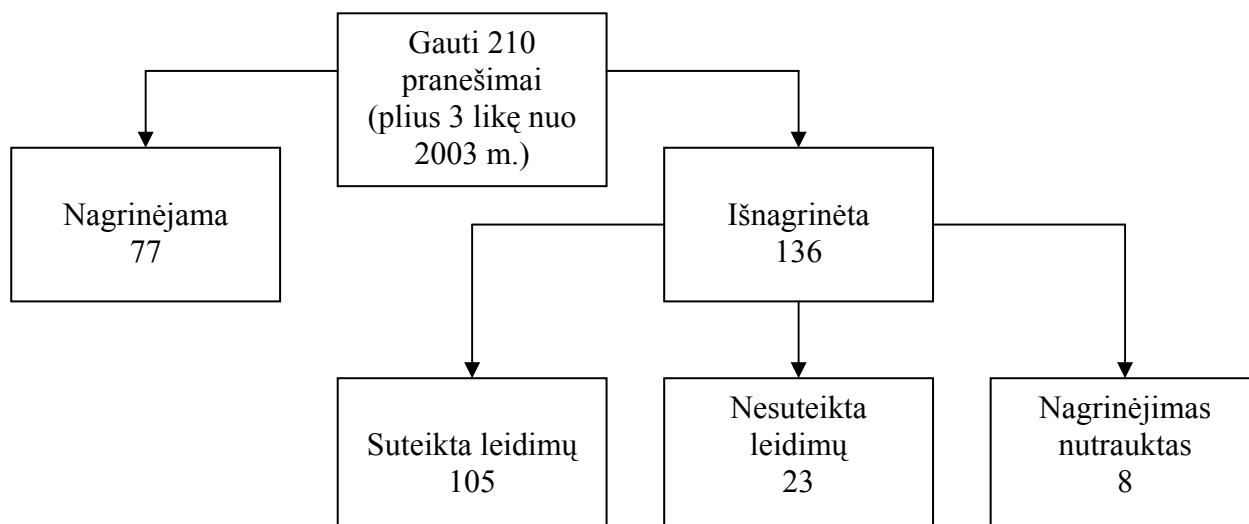 Gauti 210
pranešimai
(plius 3 likę nuo
2003 m.)
Nagrinėjama
77
Išnagrinėta
136
Suteikta leidimų
105
Nesuteikta
leidimų
23
Nagrinėjimas
nutrauktas
8